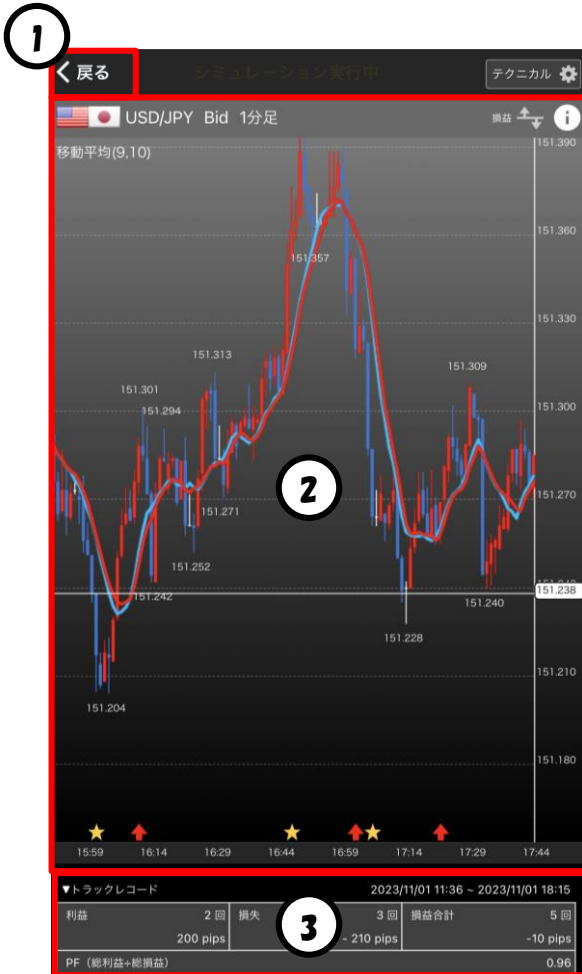 1
戻る
シミュレーション実行中
テクニカル
USD/JPY Bid 1分足
損益
i
移動平均(9,10)
151.390
151.360
151.357
151.330
151.313
151.309
151.301
151.300
151.294
2
151.270
151.271
151.252
151.242
151.238
151.240
151.228
151.210
151.204
151.180
15:59 16:14 16:29 16:44 16:59 17:14 17:29 17:44
▼トラックレコード 2023/11/01 11:36 ~ 2023/11/01 18:15
利益 2 回 損失 3 回 損益合計 5 回
3
200 pips - 210 pips -10 pips
PF（総利益÷総損益） 0.96